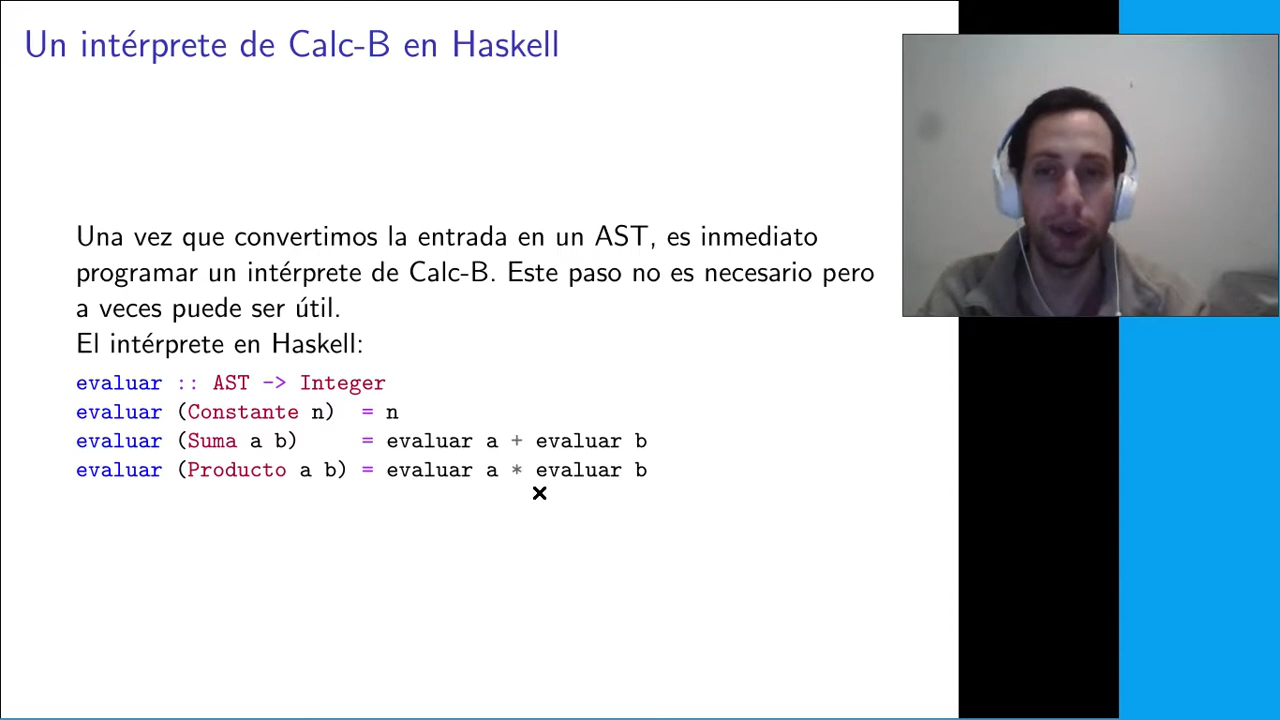 Un intérprete de Calc-B en Haskell
Una vez que convertimos la entrada en un AST, es inmediato
programar un intérprete de Calc-B. Este paso no es necesario pero
a veces puede ser útil.
El intérprete en Haskell:
evaluar :: AST -> Integer
evaluar (Constante n) = n
evaluar (Suma a b) = evaluar a + evaluar b
evaluar (Producto a b) = evaluar a * evaluar b